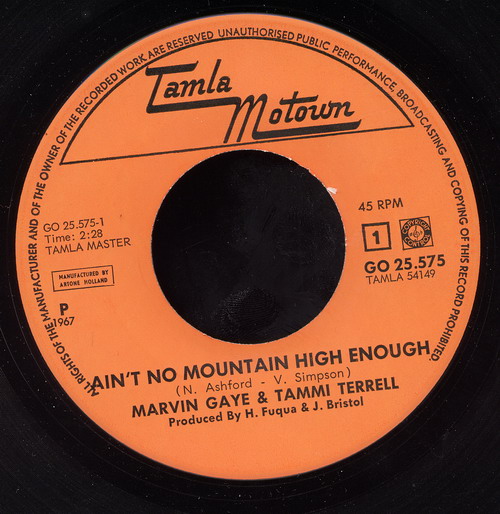 ALL RIGHTS OF THE MANUFACTURER AND OF THE OWNER OF THE RECORDED WORK ARE RESERVED UNAUTHORISED PUBLIC PERFORMANCE, BROADCASTING AND COPYING OF THIS RECORD PROHIBITED.
Tamla
Motown
GO 25.575-1
Time: 2:28
TAMLA MASTER
MANUFACTURED BY
ARTONE HOLLAND
P
1967
45 RPM
1
GO 25.575
TAMLA 54149
AIN'T NO MOUNTAIN HIGH ENOUGH
(N. Ashford - V. Simpson)
MARVIN GAYE & TAMMI TERRELL
Produced By H. Fuqua & J. Bristol